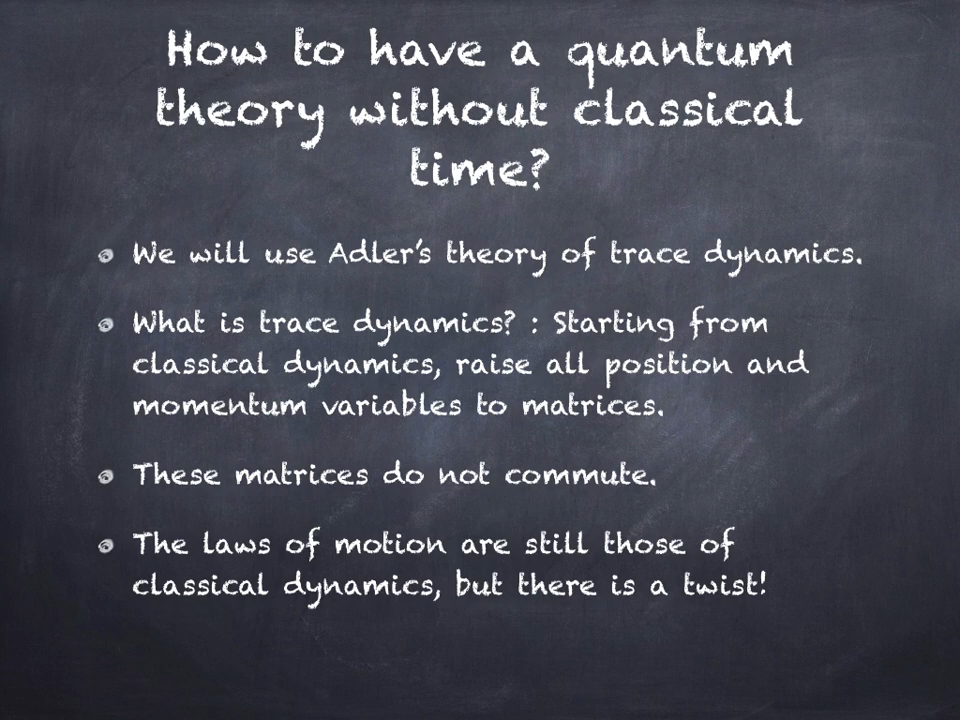 How to have a quantum
theory without classical
time?
We will use Adler's theory of trace dynamics.
What is trace dynamics? : Starting from
classical dynamics, raise all position and
momentum variables to matrices.
These matrices do not commute.
The laws of motion are still those of
classical dynamics, but there is a twist!